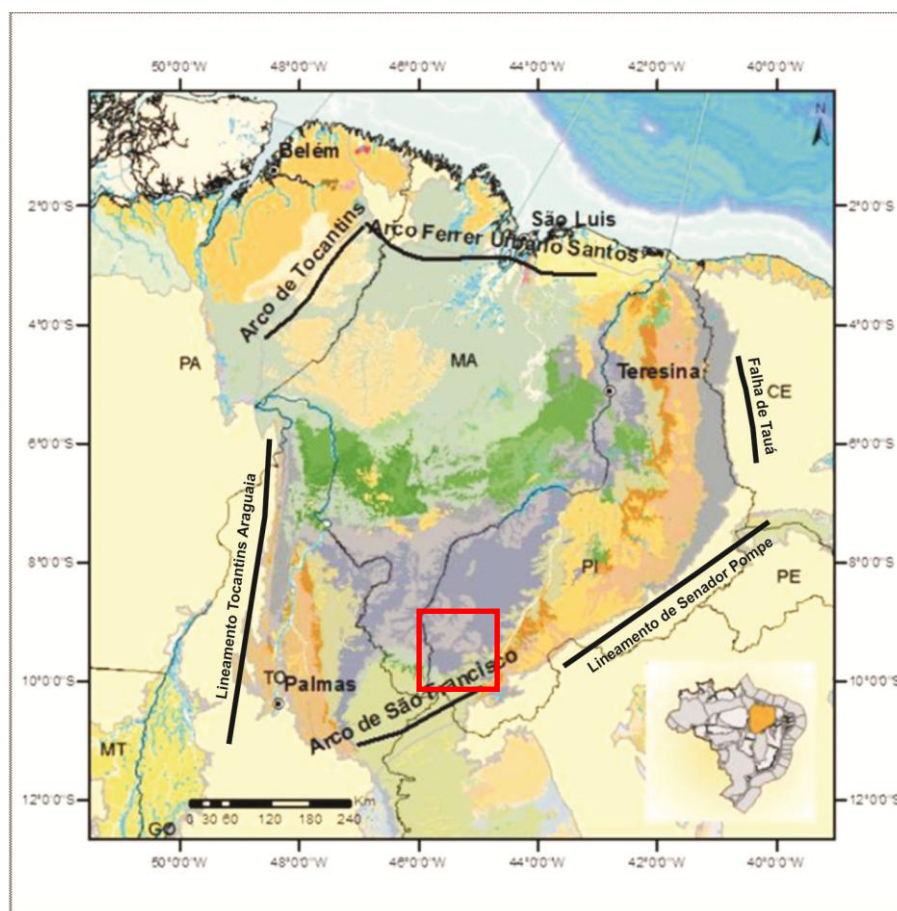 50°0'0"W 48°0'0"W 46°0'0"W 44°0'0"W 42°0'0"W 40°0'0"W
N
Belém
2°0'0"S 2°0'0"S
São Luis
Arco Ferrer Urbano Santos
Arco de Tocantins
4°0'0"S 4°0'0"S
PA
MA
Teresina
CE
Falha de Tauá
6°0'0"S 6°0'0"S
Lineamento Tocantins Araguaia
8°0'0"S 8°0'0"S
PI
PE
Lineamento de Senador Pompe
10°0'0"S 10°0'0"S
TO
Palmas
Arco de São Francisco
MT
12°0'0"S 12°0'0"S
Km
0 30 60 120 180 240
GO
50°0'0"W 48°0'0"W 46°0'0"W 44°0'0"W 42°0'0"W 40°0'0"W